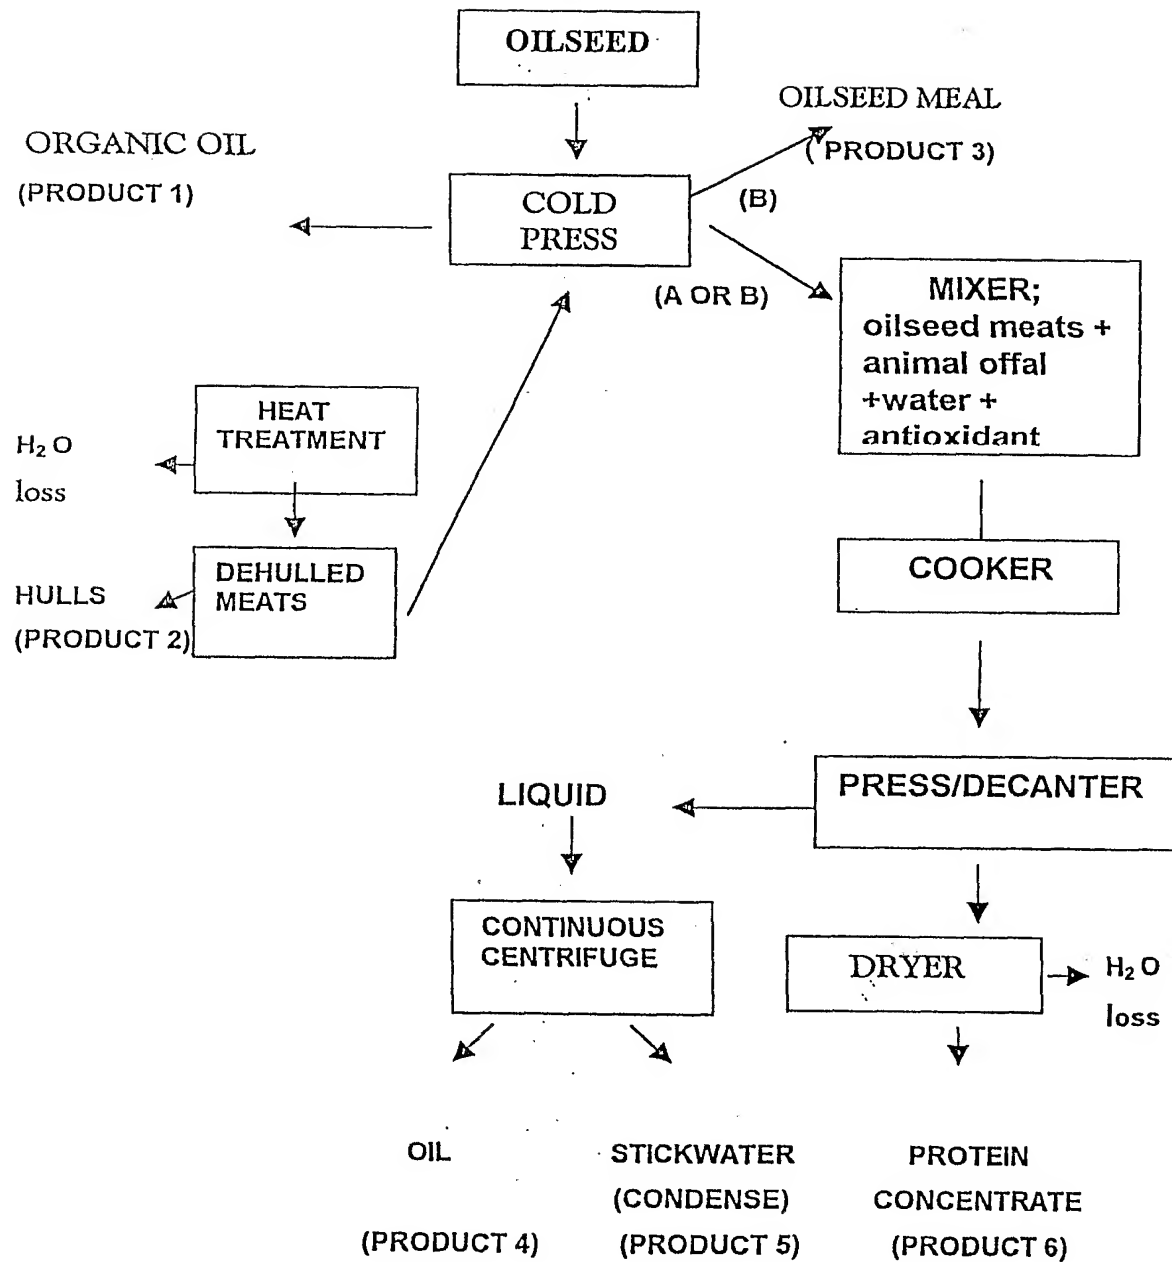 OILSEED
OILSEED MEAL
( PRODUCT 3)
ORGANIC OIL
(PRODUCT 1)
COLD
PRESS
(B)
(A OR B)
MIXER;
oilseed meats +
animal offal
+water +
antioxidant
HEAT
TREATMENT
H₂ O
loss
DEHULLED
MEATS
HULLS
(PRODUCT 2)
COOKER
PRESS/DECANTER
LIQUID
CONTINUOUS
CENTRIFUGE
DRYER
H₂ O
loss
OIL
(PRODUCT 4)
STICKWATER
(CONDENSE)
(PRODUCT 5)
PROTEIN
CONCENTRATE
(PRODUCT 6)